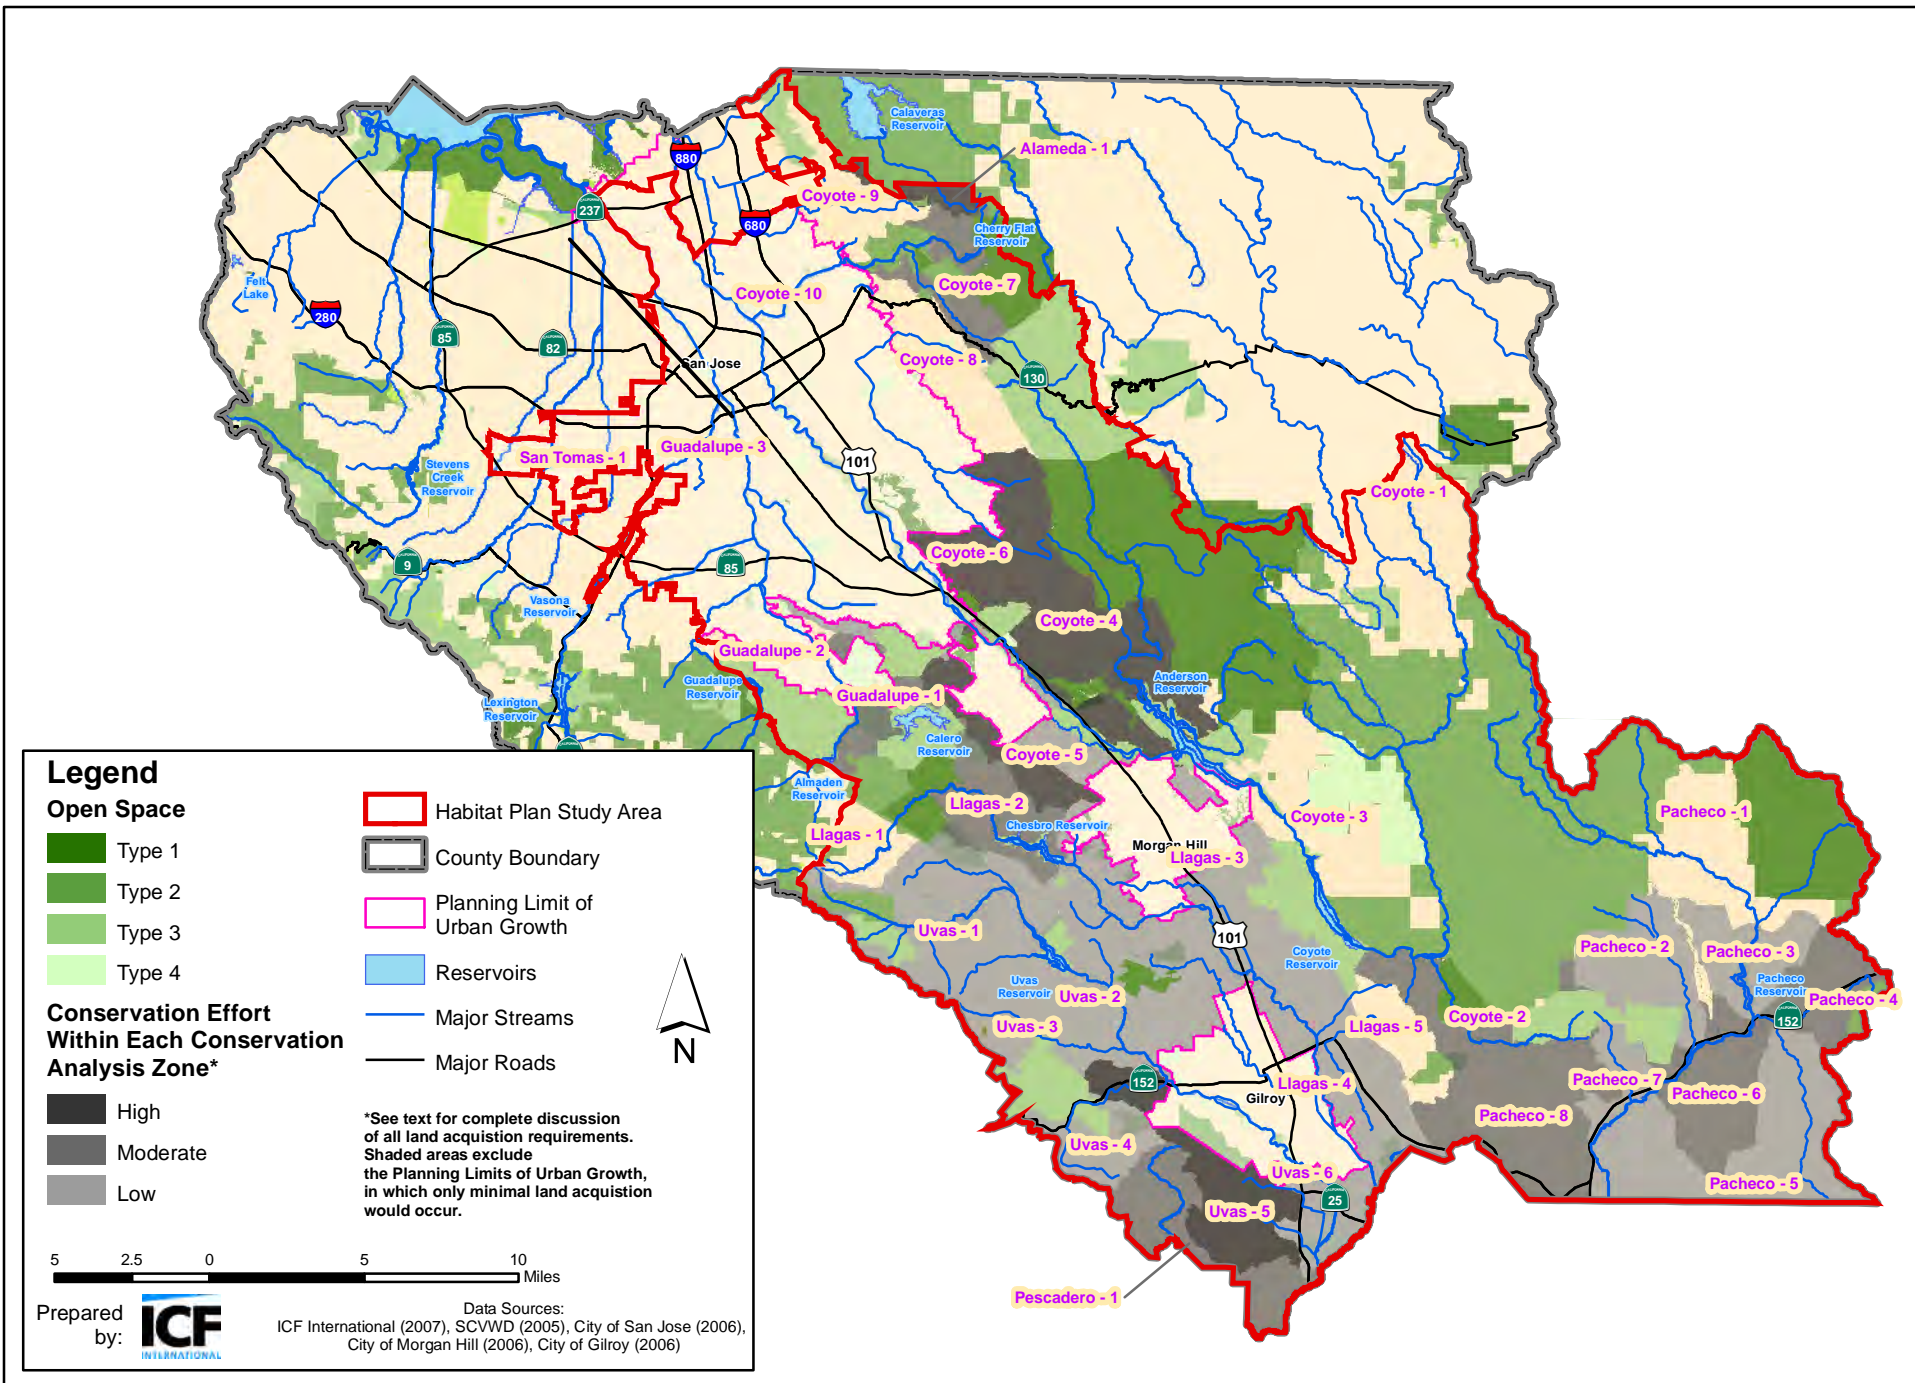 Calaveras
Reservoir
Alameda - 1
880
Coyote - 9
CALIFORNIA
237
680
Cherry Flat
Reservoir
Felt
Lake
Coyote - 7
Coyote - 10
280
CALIFORNIA
85
CALIFORNIA
82
San Jose
Coyote - 8
CALIFORNIA
130
Guadalupe - 3
San Tomas - 1
101
Stevens
Creek
Reservoir
Coyote - 1
CALIFORNIA
9
CALIFORNIA
85
Coyote - 6
Vasona
Reservoir
Coyote - 4
Guadalupe - 2
Guadalupe
Reservoir
Guadalupe - 1
Anderson
Reservoir
Lexington
Reservoir
Calero
Reservoir
Coyote - 5
Almaden
Reservoir
Llagas - 2
Llagas - 1
Chesbro Reservoir
Coyote - 3
Pacheco - 1
Morgan Hill
Llagas - 3
Uvas - 1
101
Coyote
Reservoir
Pacheco - 2
Pacheco - 3
Uvas
Reservoir
Uvas - 2
Pacheco
Reservoir
Pacheco - 4
Uvas - 3
Llagas - 5
Coyote - 2
CALIFORNIA
152
CALIFORNIA
152
Llagas - 4
Gilroy
Pacheco - 7
Pacheco - 6
Pacheco - 8
Uvas - 4
Uvas - 6
Pacheco - 5
CALIFORNIA
25
Uvas - 5
Pescadero - 1
Legend
Open Space
Type 1
Type 2
Type 3
Type 4
Conservation Effort
Within Each Conservation
Analysis Zone*
High
Moderate
Low
Habitat Plan Study Area
County Boundary
Planning Limit of
Urban Growth
Reservoirs
Major Streams
Major Roads
N
*See text for complete discussion
of all land acquistion requirements.
Shaded areas exclude
the Planning Limits of Urban Growth,
in which only minimal land acquistion
would occur.
5 2.5 0 5 10
Miles
Prepared
by:
ICF
INTERNATIONAL
Data Sources:
ICF International (2007), SCVWD (2005), City of San Jose (2006),
City of Morgan Hill (2006), City of Gilroy (2006)